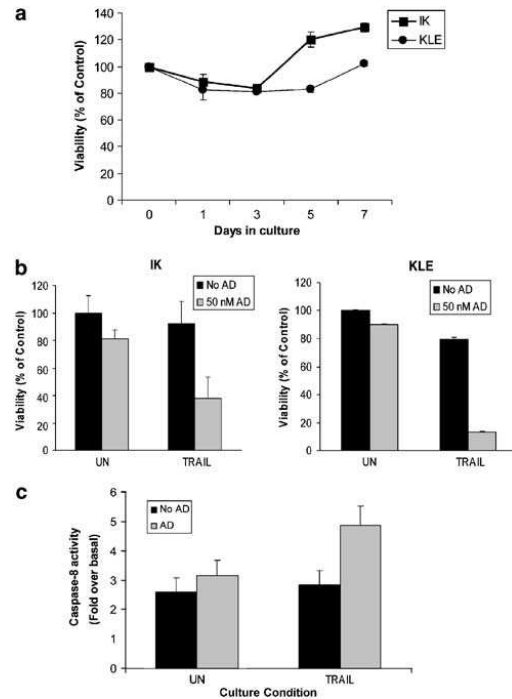 a
140
120
100
80
60
40
20
0
Viability (% of Control)
IK
KLE
0 1 3 5 7
Days in culture
b
IK
120
100
80
60
40
20
0
Viability (% of Control)
No AD
50 nM AD
UN TRAIL
KLE
120
100
80
60
40
20
0
Viability (% of Control)
No AD
50 nM AD
UN TRAIL
c
6
5
4
3
2
1
0
Caspase-8 activity
(Fold over basal)
No AD
AD
UN TRAIL
Culture Condition